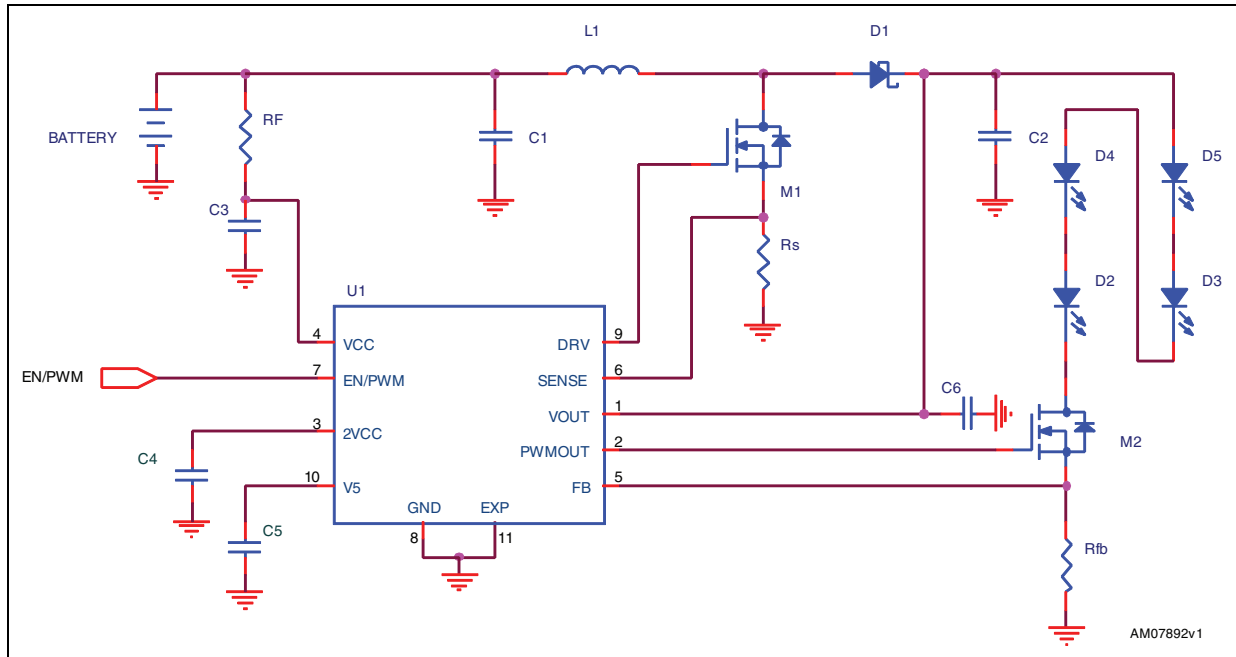 L1
D1
BATTERY
RF
C1
C2
D4
D5
C3
M1
Rs
D2
D3
U1
4
VCC
DRV
9
EN/PWM
7
EN/PWM
SENSE
6
VOUT
1
C6
3
2VCC
PWMOUT
2
M2
C4
10
V5
FB
5
C5
GND
EXP
8
11
Rfb
AM07892v1